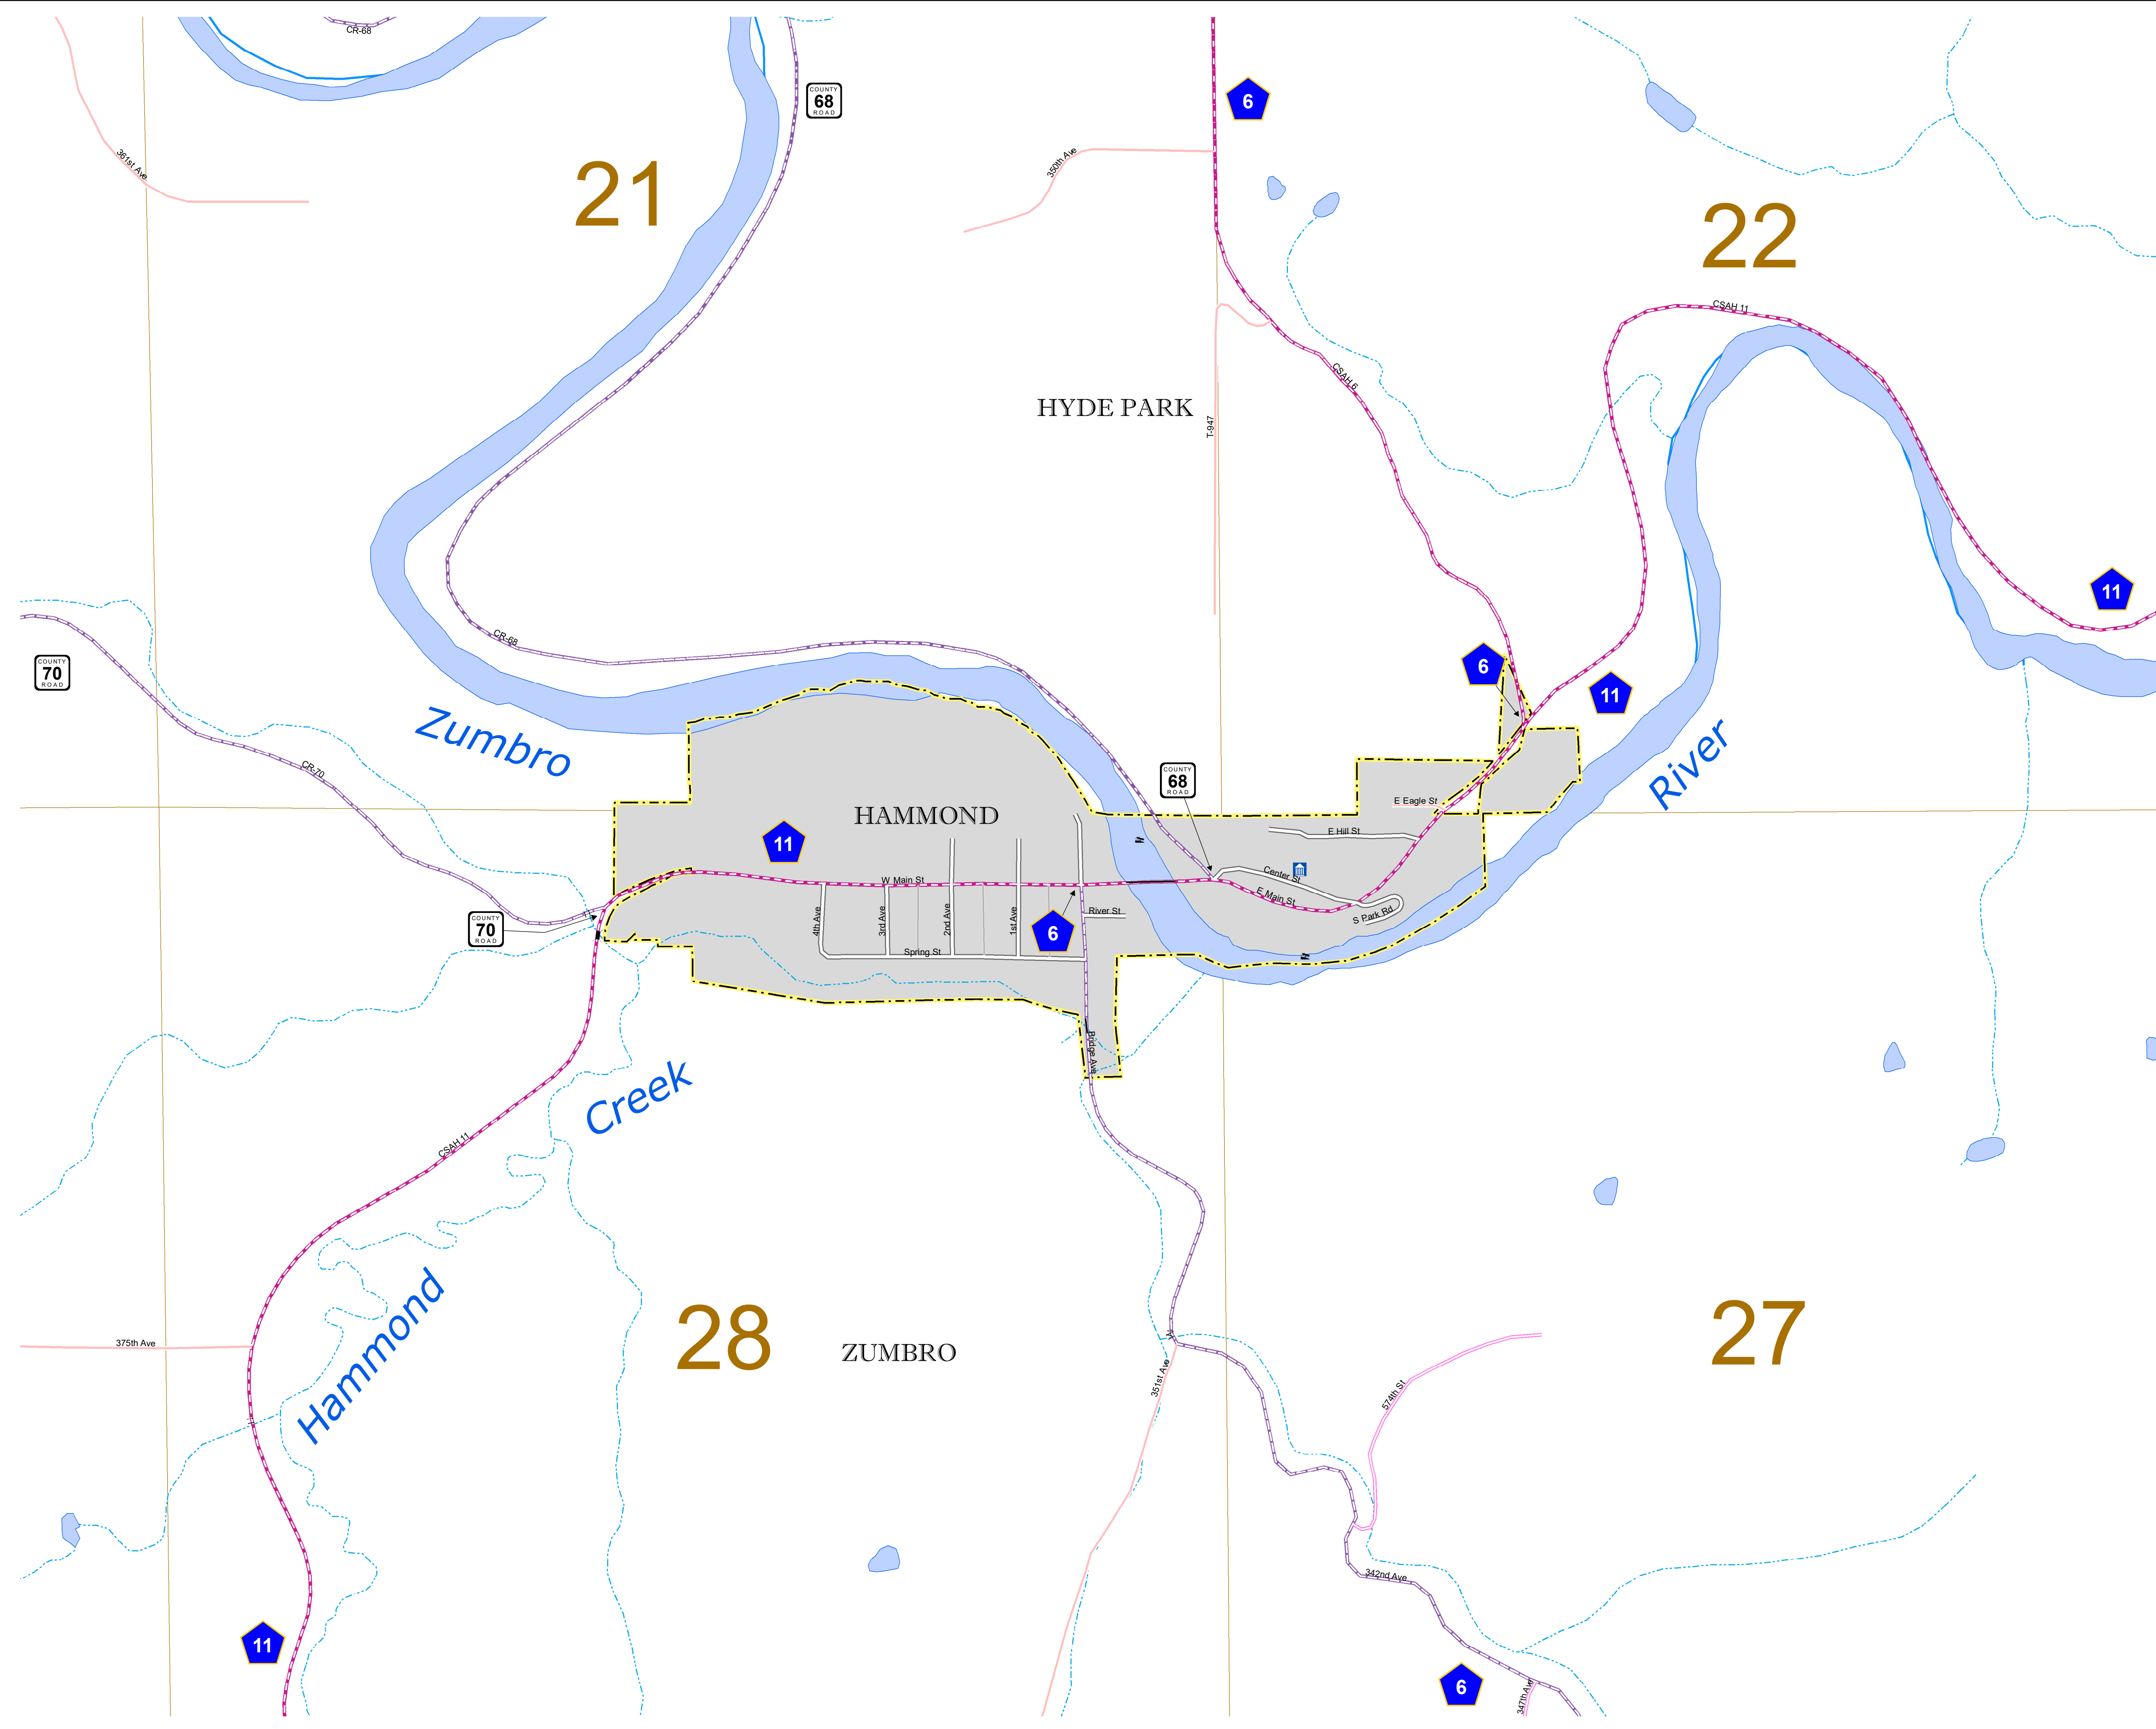 CR-68
COUNTY
68
ROAD
6
361st Ave
350th Ave
21
22
CSAH 11
CSAH 6
HYDE PARK
T-947
11
CR-68
COUNTY
70
ROAD
6
11
Zumbro
River
CR-70
COUNTY
68
ROAD
HAMMOND
E Eagle St
11
E Hill St
W Main St
Center St
E Main St
S Park Rd
COUNTY
70
ROAD
4th Ave
3rd Ave
2nd Ave
1st Ave
River St
6
Spring St
Bridge Ave
Creek
CSAH 11
Hammond
28
27
375th Ave
ZUMBRO
351st Ave
574th St
342nd Ave
11
6
347th Ave